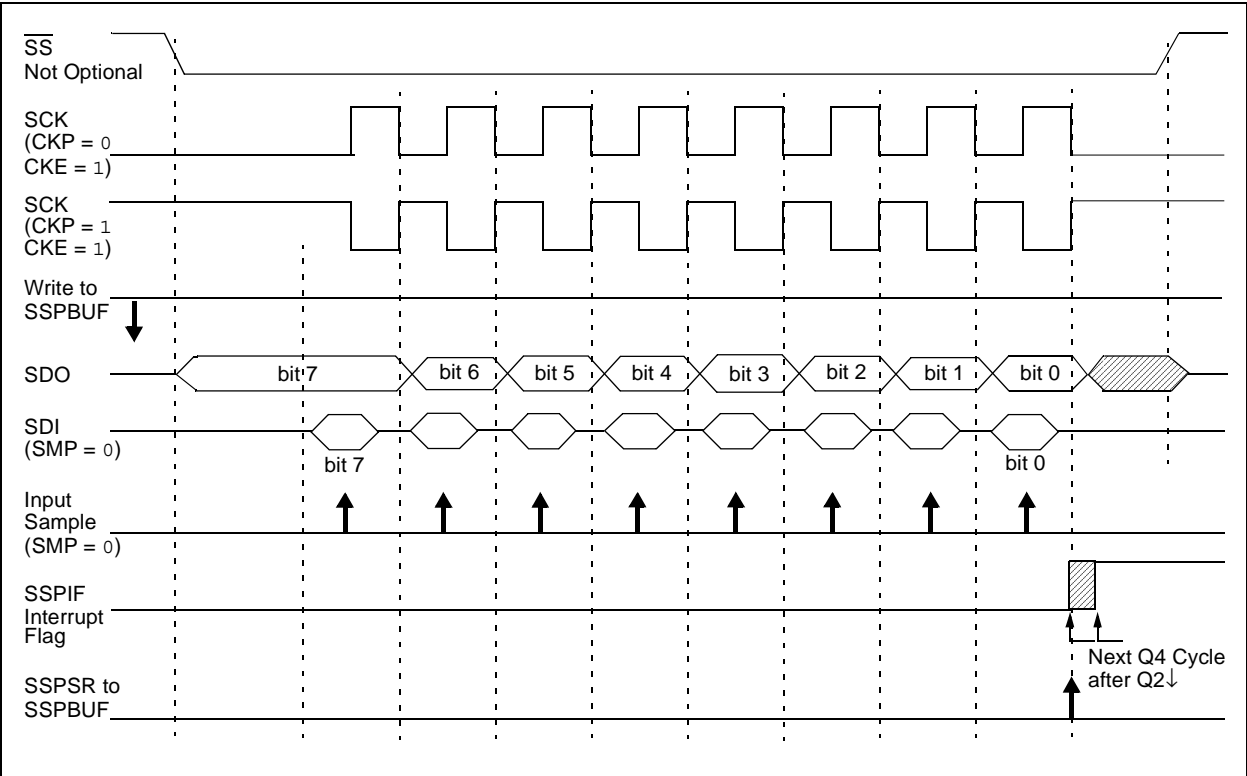 SS
Not Optional
SCK
(CKP = 0
CKE = 1)
SCK
(CKP = 1
CKE = 1)
Write to
SSPBUF
SDO
bit 7
bit 6
bit 5
bit 4
bit 3
bit 2
bit 1
bit 0
SDI
(SMP = 0)
bit 7
bit 0
Input
Sample
(SMP = 0)
SSPIF
Interrupt
Flag
Next Q4 Cycle
after Q2↓
SSPSR to
SSPBUF